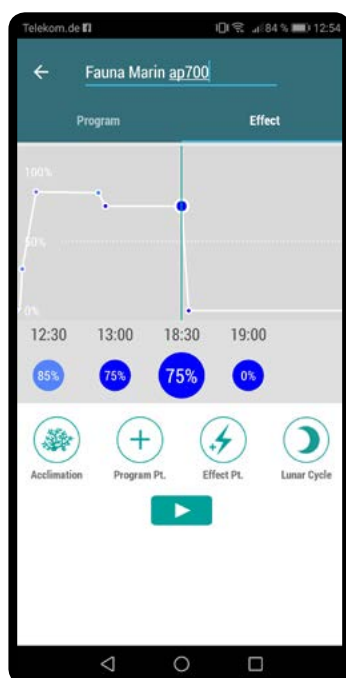 Telekom.de 84 % 12:54
Fauna Marin ap700
Program Effect
100%
50%
0%
12:30 13:00 18:30 19:00
85% 75% 75% 0%
Acclimation Program Pt. Effect Pt. Lunar Cycle